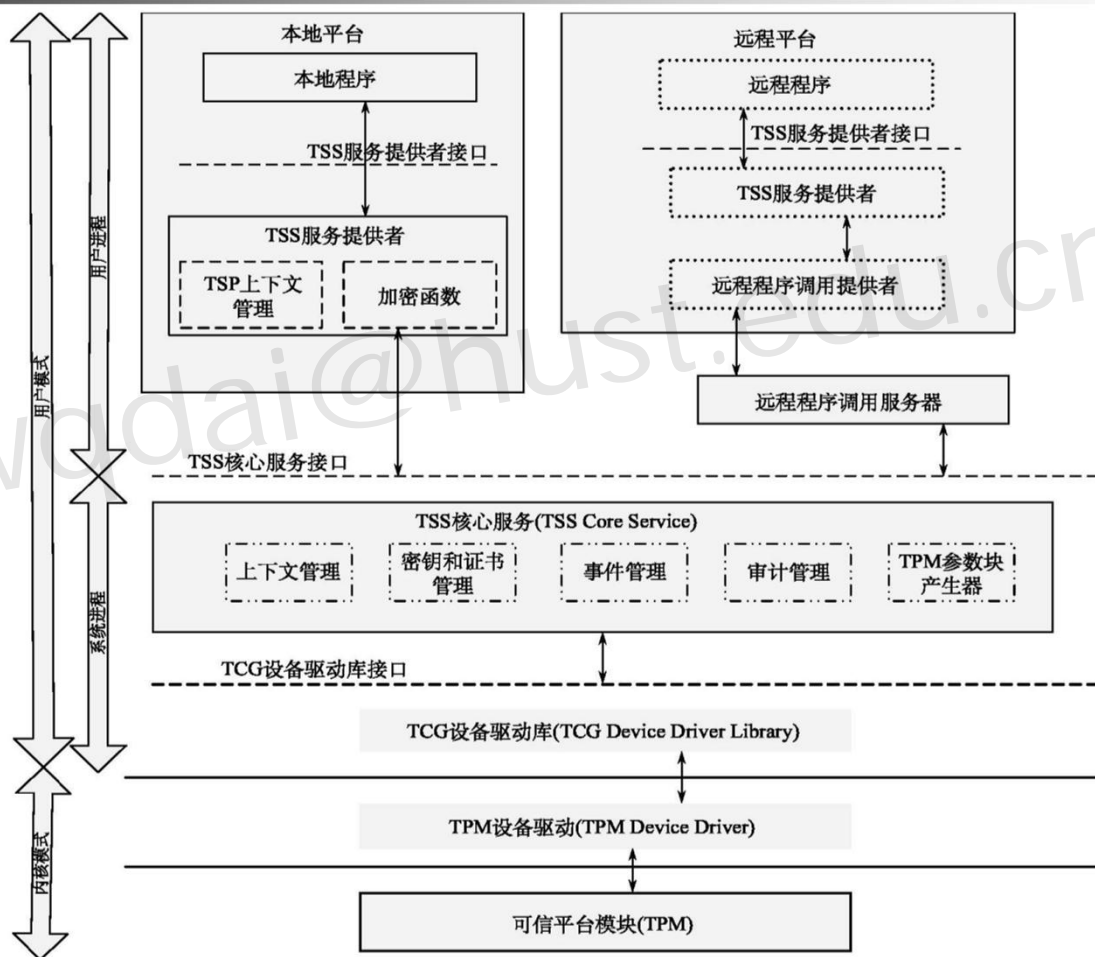 本地平台
本地程序
TSS服务提供者接口
TSS服务提供者
TSP上下文
管理
加密函数
远程平台
远程程序
TSS服务提供者接口
TSS服务提供者
远程程序调用提供者
远程程序调用服务器
用户模式
用户进程
TSS核心服务接口
TSS核心服务(TSS Core Service)
上下文管理
密钥和证书
管理
事件管理
审计管理
TPM参数块
产生器
系统进程
TCG设备驱动库接口
TCG设备驱动库(TCG Device Driver Library)
内核模式
TPM设备驱动(TPM Device Driver)
可信平台模块(TPM)
wqdai@hust.edu.cn